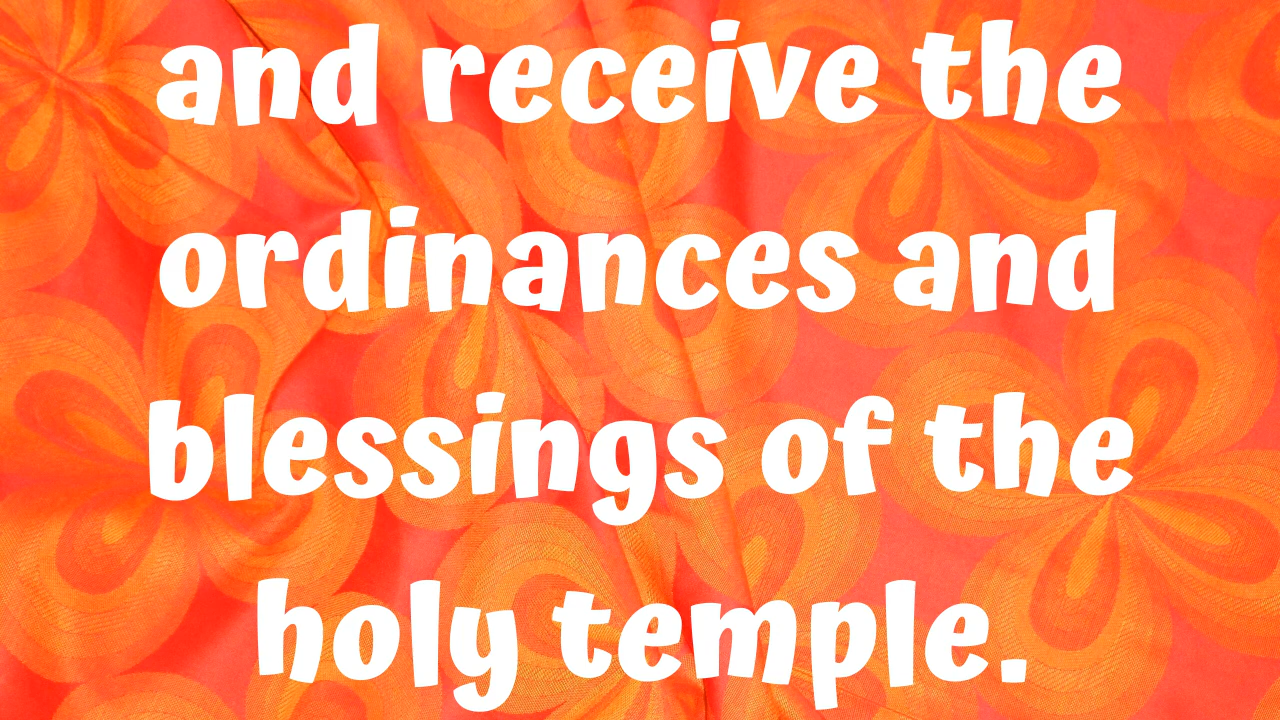 and receive the
ordinances and
blessings of the
holy temple.